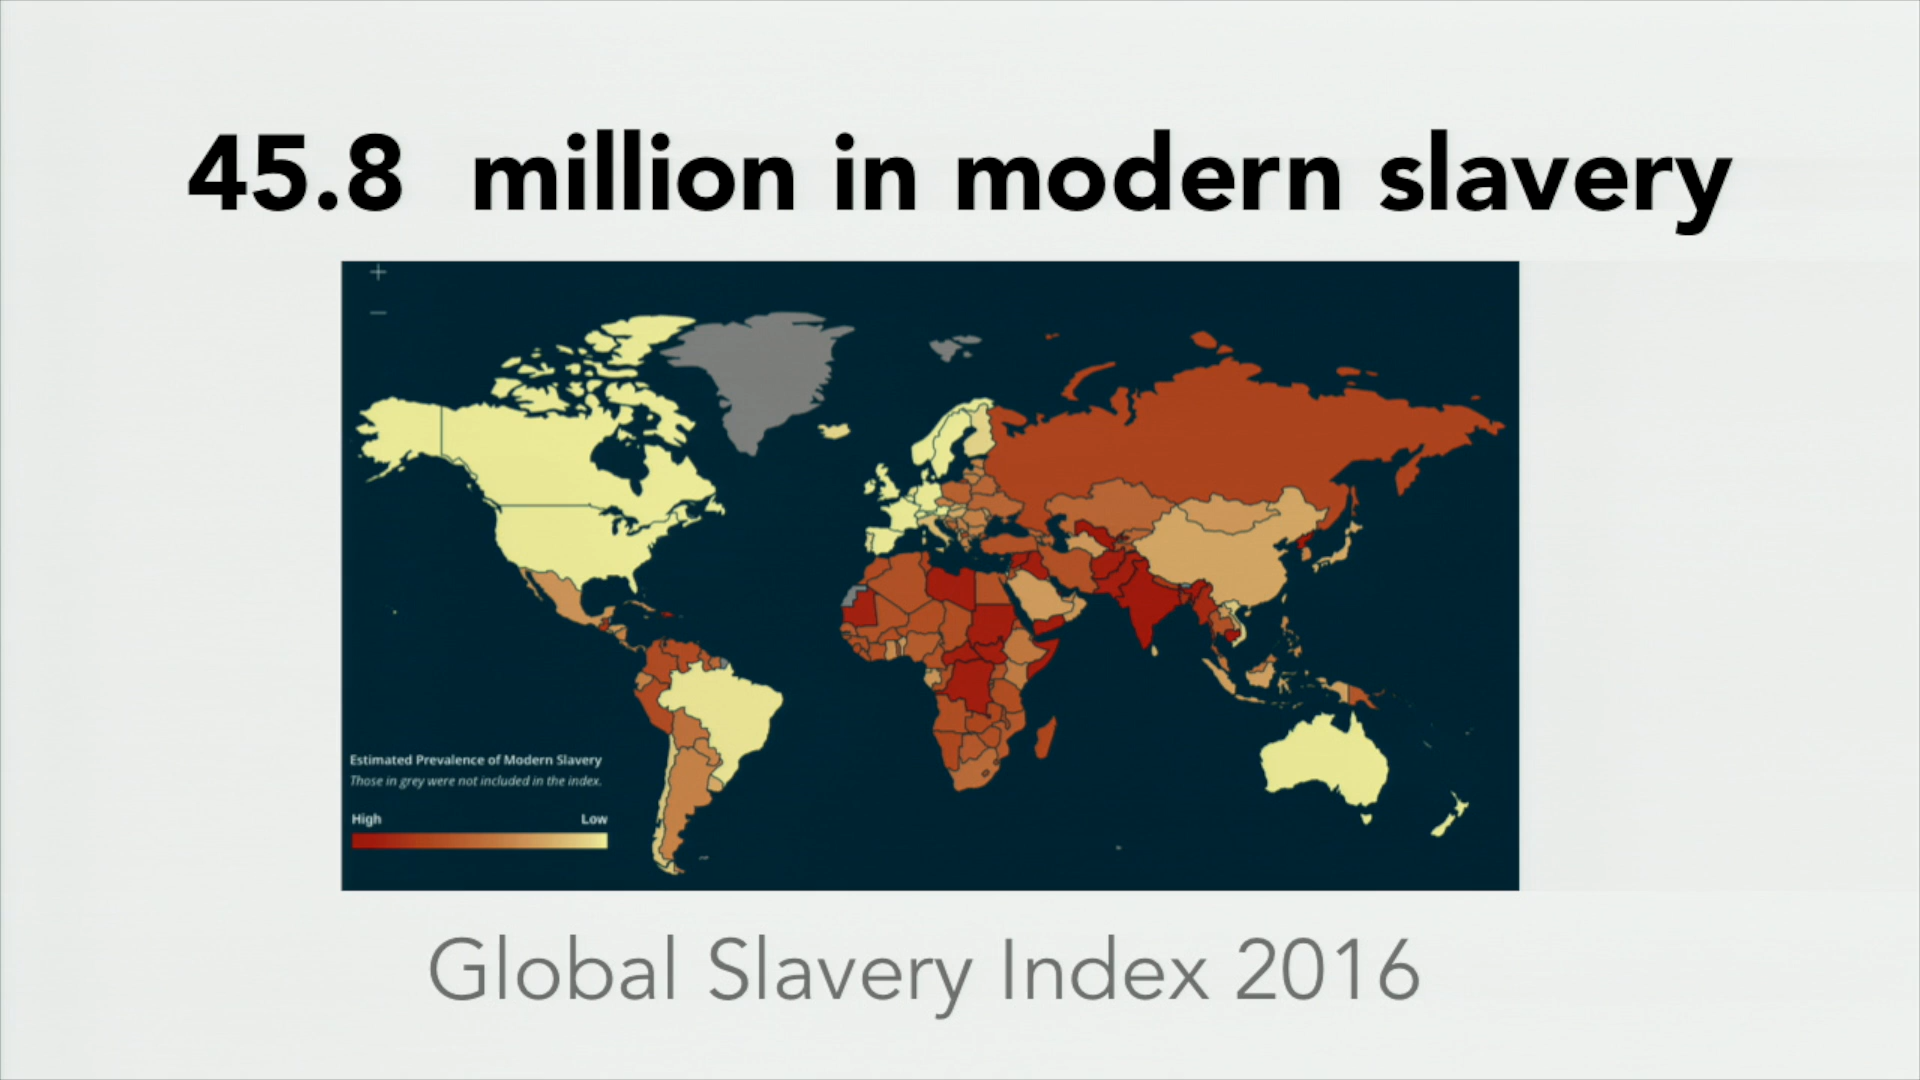 45.8 million in modern slavery
+
−
Estimated Prevalence of Modern Slavery
Those in grey were not included in the index.
High Low
Global Slavery Index 2016